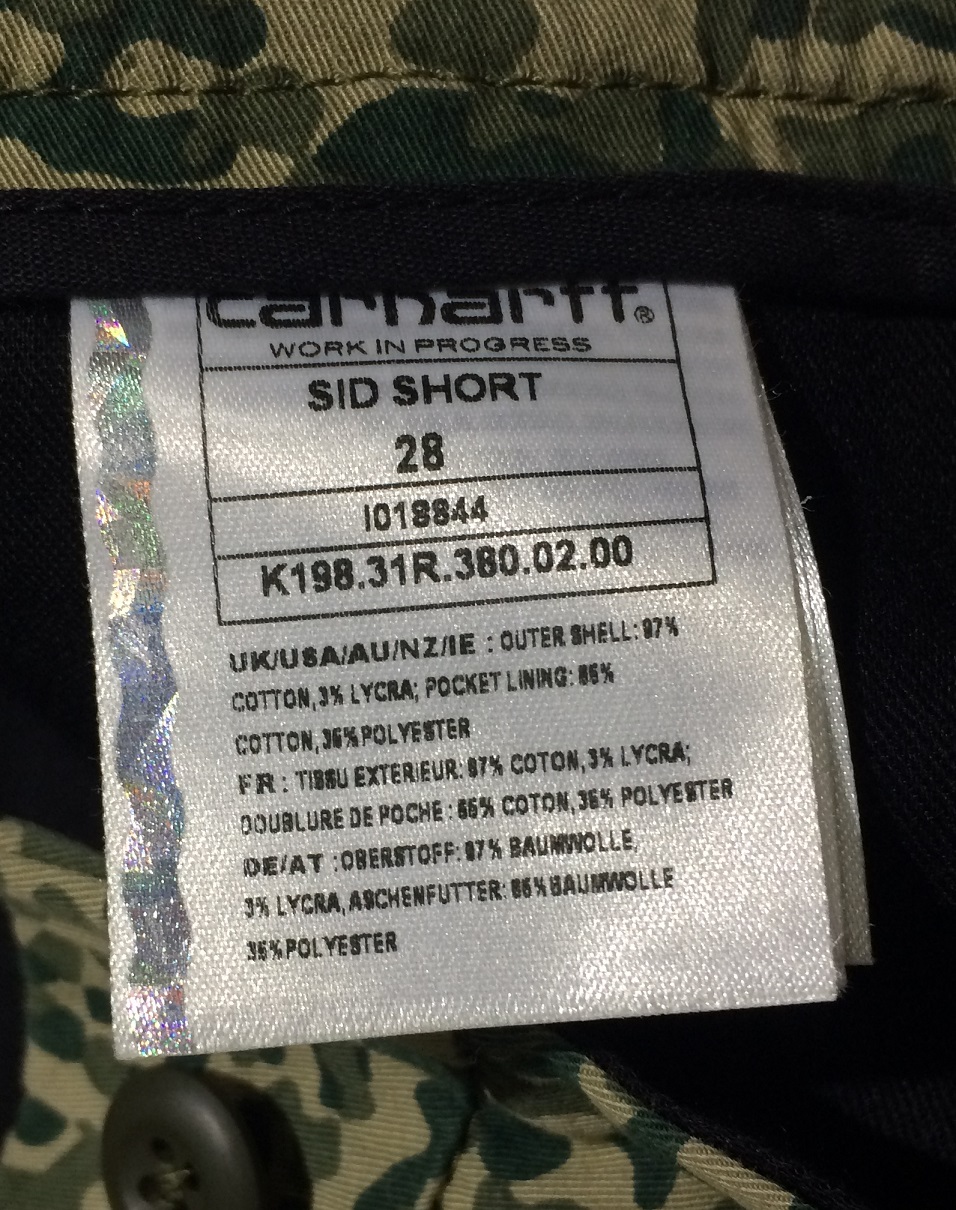 carhartt®
WORK IN PROGRESS
SID SHORT
28
I018844
K198.31R.380.02.00
UK/USA/AU/NZ/IE : OUTER SHELL: 97%
COTTON,3% LYCRA; POCKET LINING: 65%
COTTON,35%POLYESTER
FR : TISSU EXTERIEUR: 97% COTON,3% LYCRA;
DOUBLURE DE POCHE : 65% COTON,35% POLYESTER
DE/AT :OBERSTOFF: 97% BAUMWOLLE,
3% LYCRA,ASCHENFUTTER: 65%BAUMWOLLE
35%POLYESTER